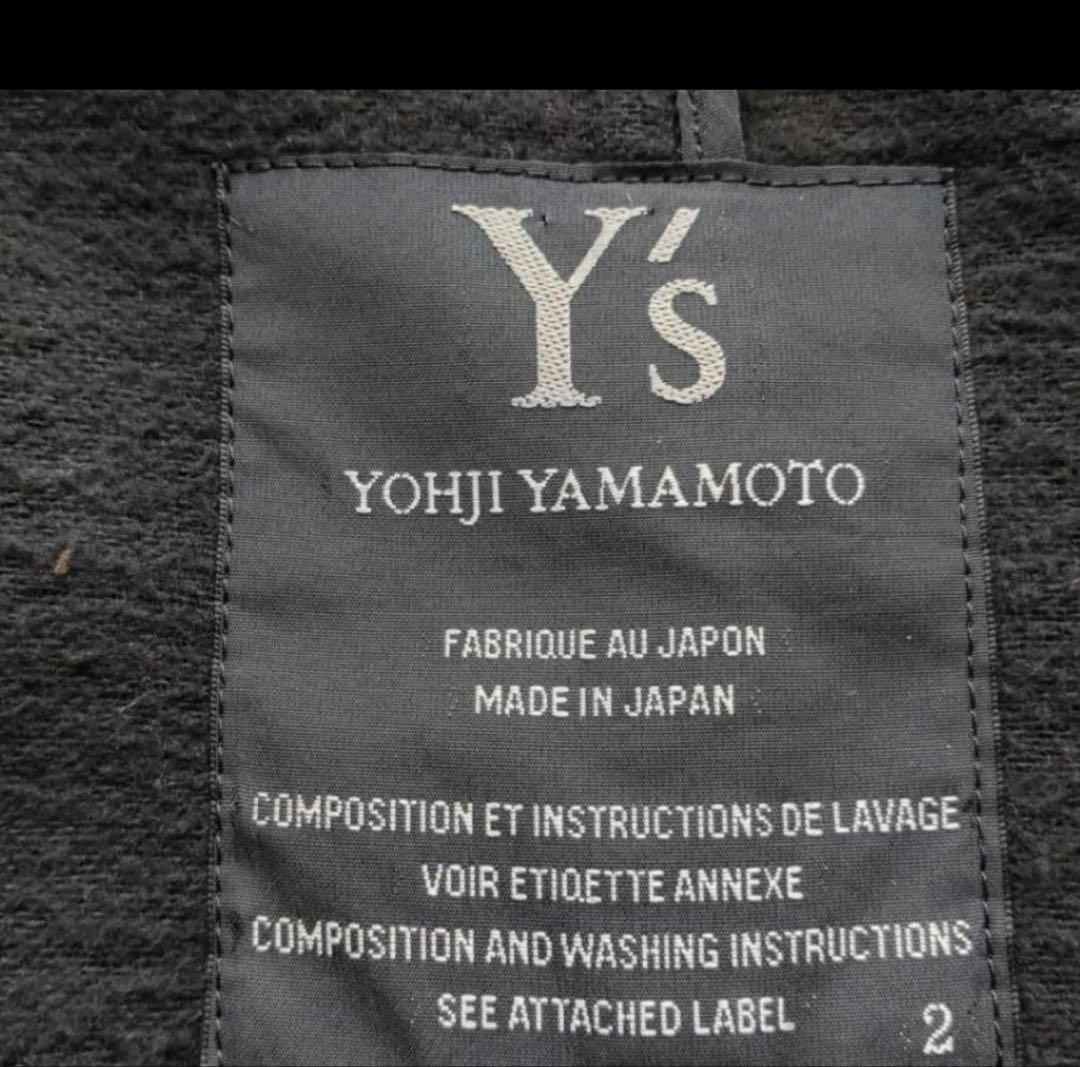 Y's
YOHJI YAMAMOTO
FABRIQUE AU JAPON
MADE IN JAPAN
COMPOSITION ET INSTRUCTIONS DE LAVAGE
VOIR ETIQETTE ANNEXE
COMPOSITION AND WASHING INSTRUCTIONS
SEE ATTACHED LABEL
2